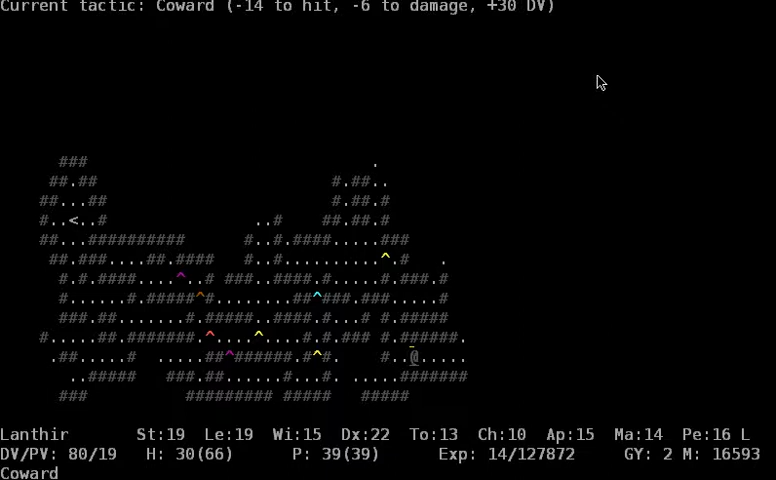 Current tactic: Coward (-14 to hit, -6 to damage, +30 DV)
Lanthir St:19 Le:19 Wi:15 Dx:22 To:13 Ch:10 Ap:15 Ma:14 Pe:16 L
DV/PV: 80/19 H: 30(66) P: 39(39) Exp: 14/127872 GY: 2 M: 16593
Coward